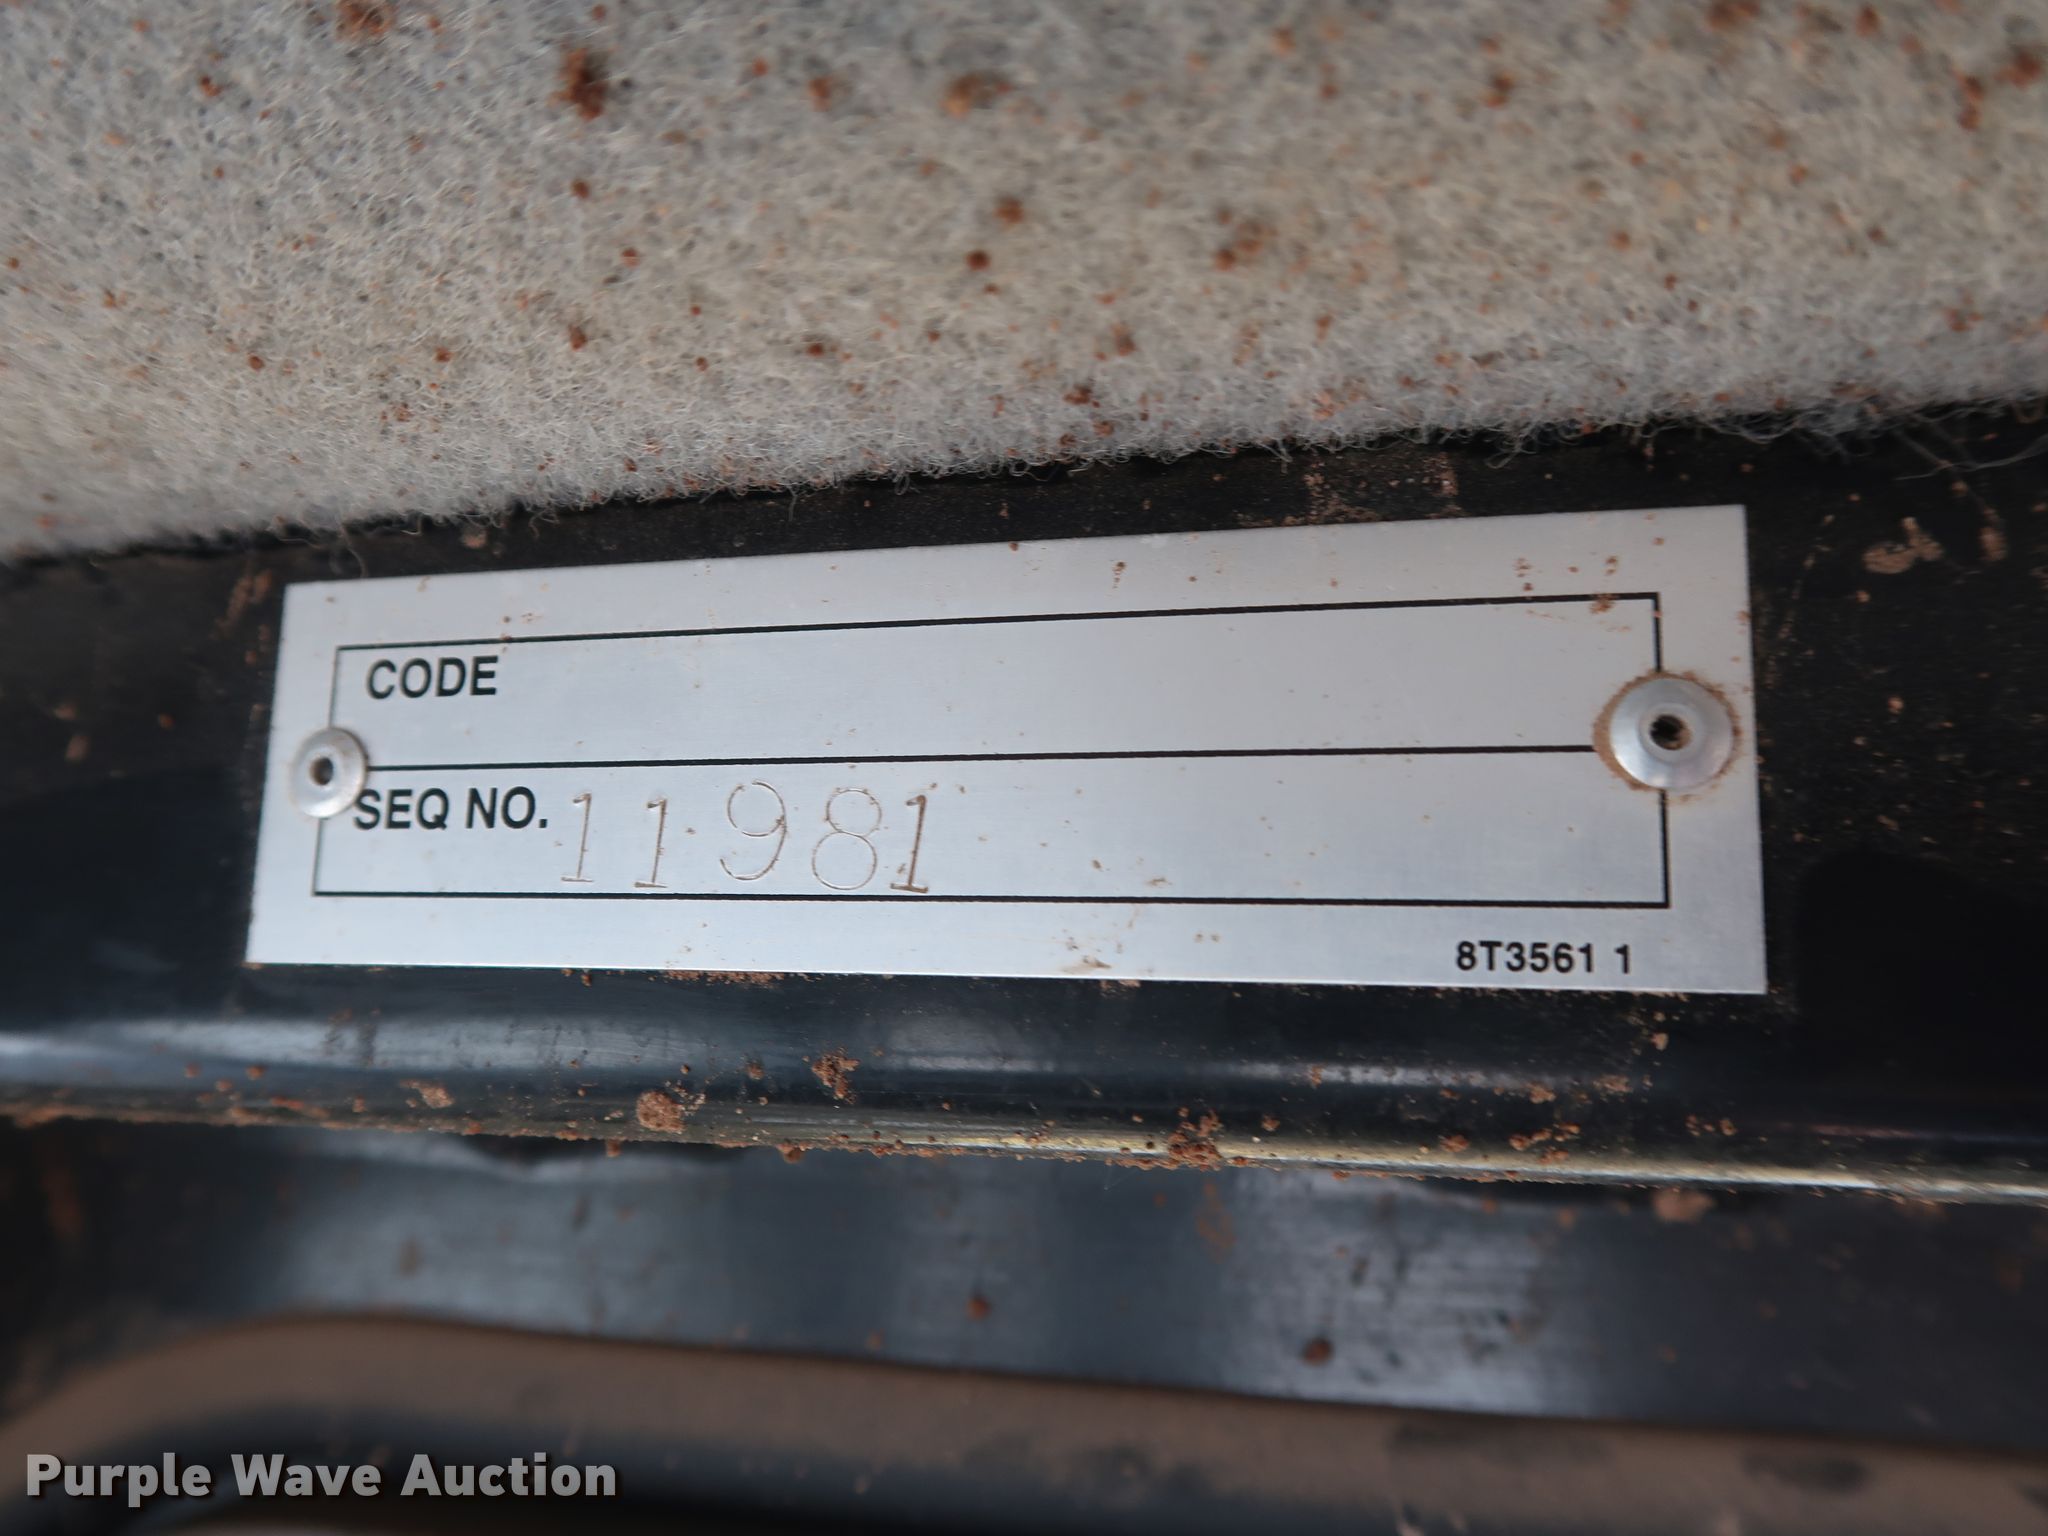 CODE
SEQ NO. 11981
8T3561 1
Purple Wave Auction